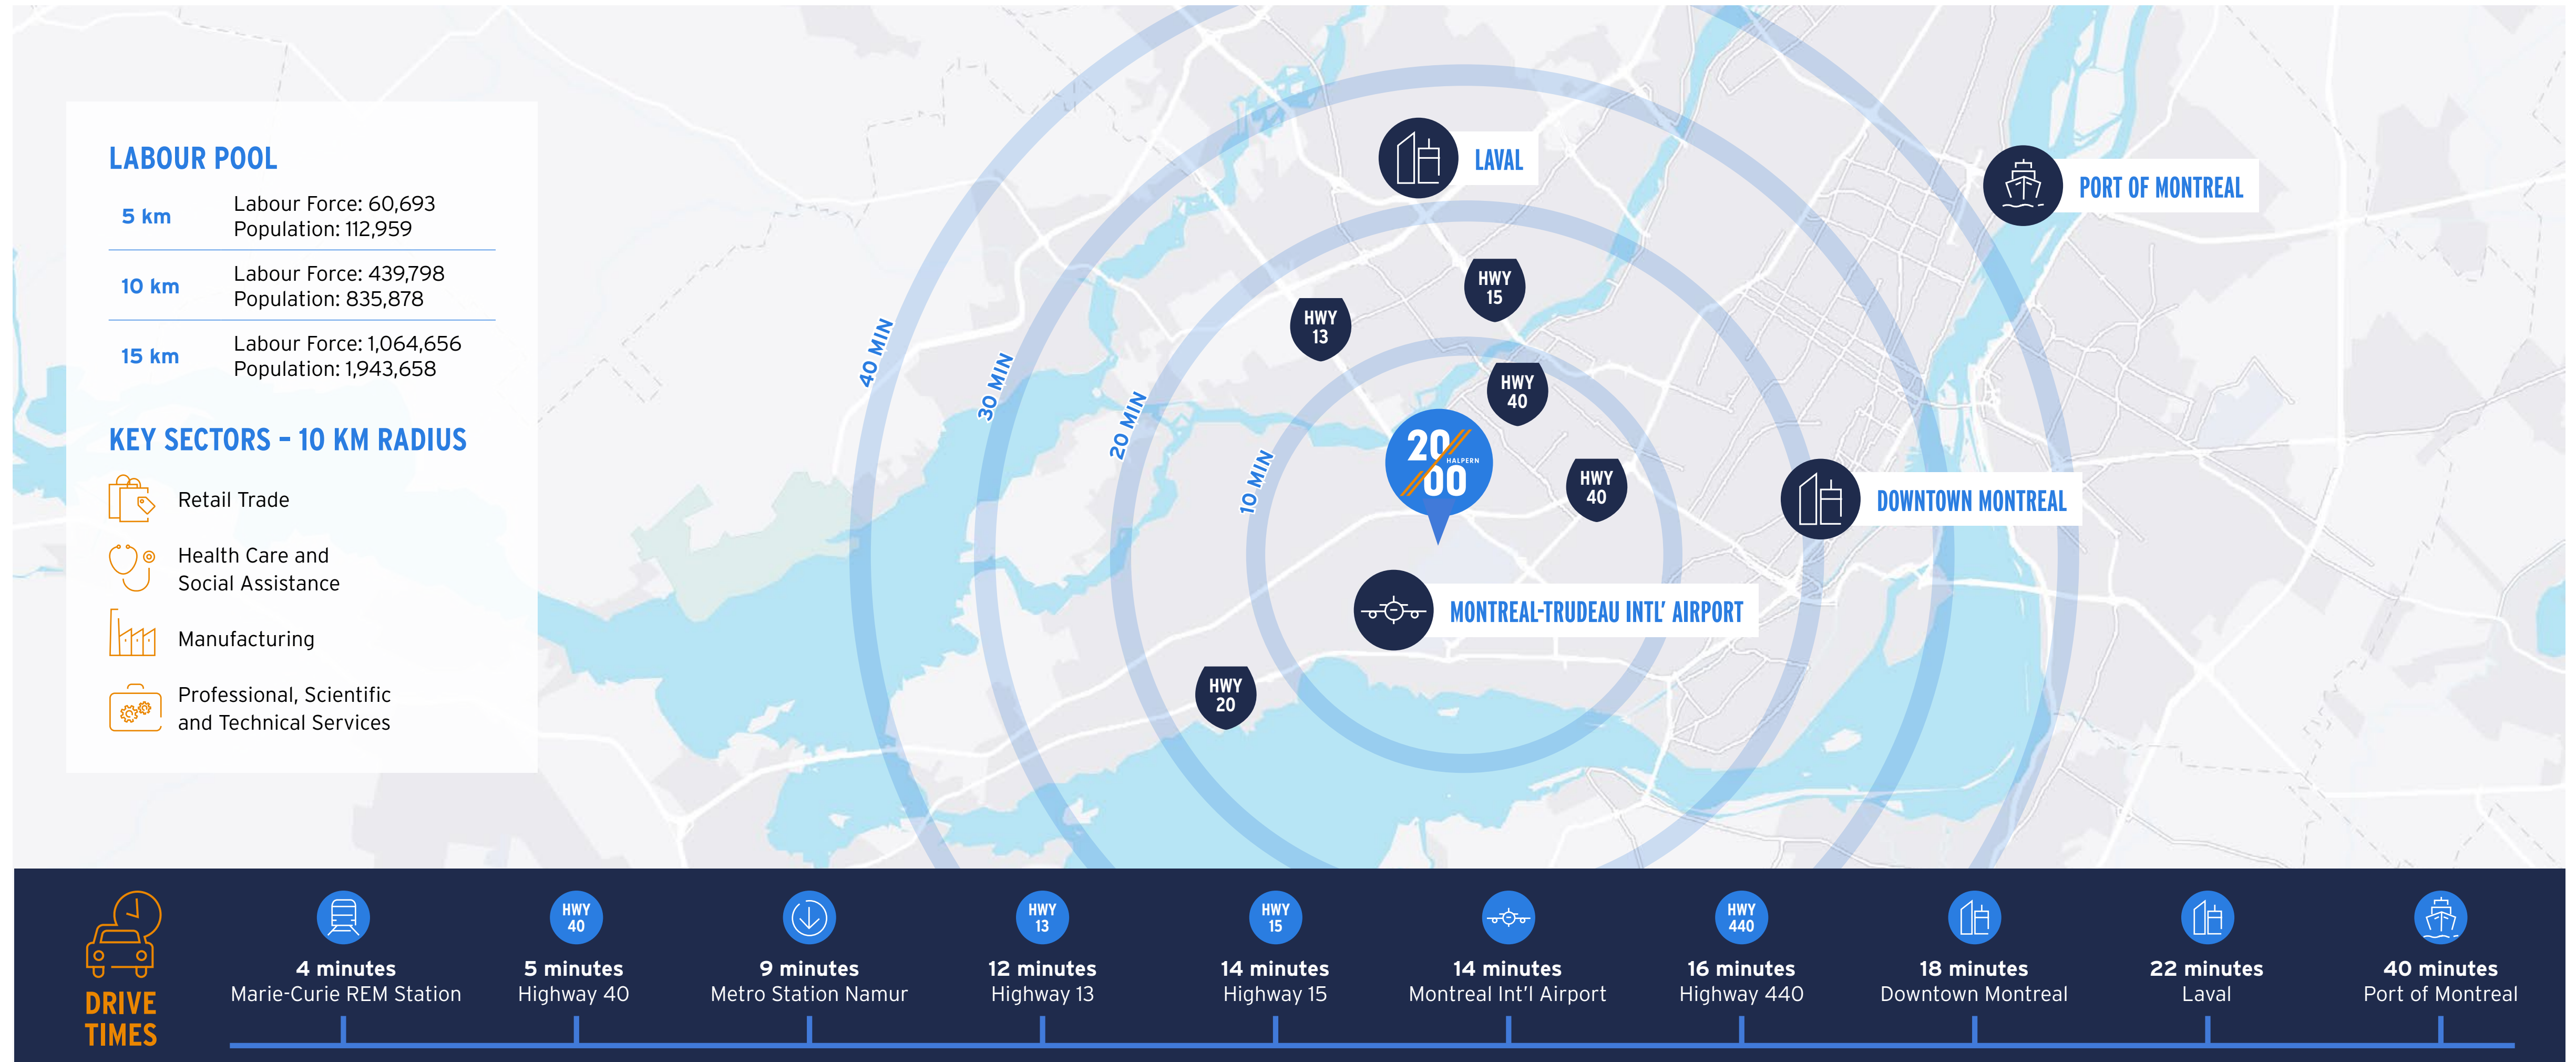 LABOUR POOL
5 km
Labour Force: 60,693
Population: 112,959
10 km
Labour Force: 439,798
Population: 835,878
15 km
Labour Force: 1,064,656
Population: 1,943,658
KEY SECTORS – 10 KM RADIUS
Retail Trade
Health Care and
Social Assistance
Manufacturing
Professional, Scientific
and Technical Services
40 MIN
30 MIN
20 MIN
10 MIN
LAVAL
PORT OF MONTREAL
HWY
15
HWY
13
HWY
40
20
HALPERN
00
HWY
40
DOWNTOWN MONTREAL
MONTREAL-TRUDEAU INTL' AIRPORT
HWY
20
DRIVE
TIMES
4 minutes
Marie-Curie REM Station
HWY
40
5 minutes
Highway 40
9 minutes
Metro Station Namur
HWY
13
12 minutes
Highway 13
HWY
15
14 minutes
Highway 15
14 minutes
Montreal Int'l Airport
HWY
440
16 minutes
Highway 440
18 minutes
Downtown Montreal
22 minutes
Laval
40 minutes
Port of Montreal